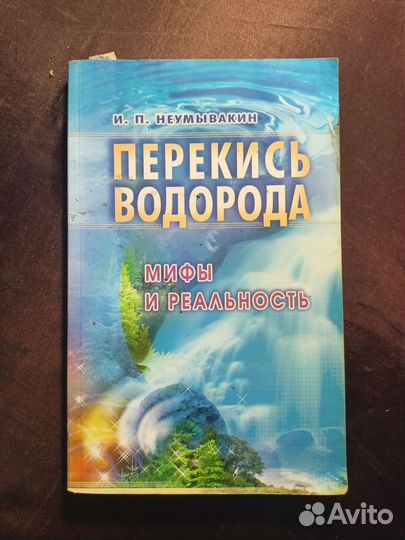 И. П. НЕУМЫВАКИН
ПЕРЕКИСЬ
ВОДОРОДА
МИФЫ
И РЕАЛЬНОСТЬ
Avito